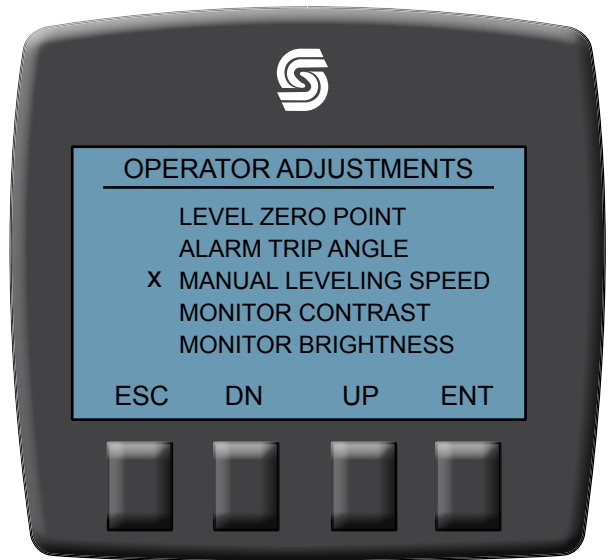 OPERATOR ADJUSTMENTS
LEVEL ZERO POINT
ALARM TRIP ANGLE
X MANUAL LEVELING SPEED
MONITOR CONTRAST
MONITOR BRIGHTNESS
ESC DN UP ENT